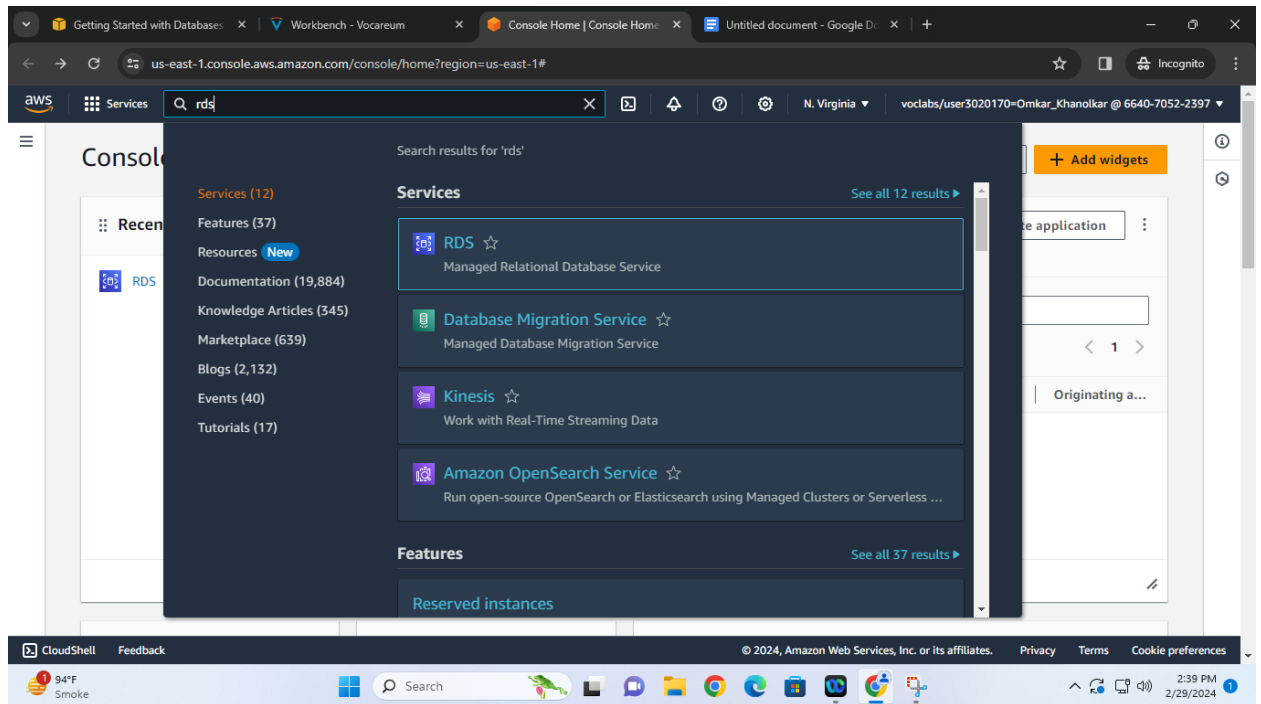 Getting Started with Databases
Workbench - Vocareum
Console Home | Console Home
Untitled document - Google Do
us-east-1.console.aws.amazon.com/console/home?region=us-east-1#
Incognito
aws
Services
rds
N. Virginia
voclabs/user3020170=Omkar_Khanolkar @ 6640-7052-2397
Search results for 'rds'
Consol
Add widgets
Services (12)
Services
See all 12 results
Recen
Features (37)
te application
RDS
Resources New
Managed Relational Database Service
RDS
Documentation (19,884)
Knowledge Articles (345)
Database Migration Service
Marketplace (639)
Managed Database Migration Service
1
Blogs (2,132)
Events (40)
Kinesis
Originating a...
Tutorials (17)
Work with Real-Time Streaming Data
Amazon OpenSearch Service
Run open-source OpenSearch or Elasticsearch using Managed Clusters or Serverless ...
Features
See all 37 results
Reserved instances
CloudShell
Feedback
© 2024, Amazon Web Services, Inc. or its affiliates.
Privacy
Terms
Cookie preferences
1
94°F
Smoke
Search
2:39 PM
2/29/2024
1